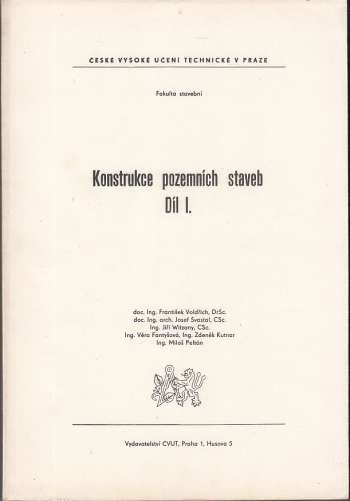 ČESKÉ VYSOKÉ UČENÍ TECHNICKÉ V PRAZE
Fakulta stavební
Konstrukce pozemních staveb
Díl I.
doc. Ing. František Voldřich, DrSc.
doc. Ing. arch. Josef Svastal, CSc.
Ing. Jiří Witzany, CSc.
Ing. Věra Fantyšová, Ing. Zdeněk Kutnar
Ing. Miloš Peltán
Vydavatelství ČVUT, Praha 1, Husova 5